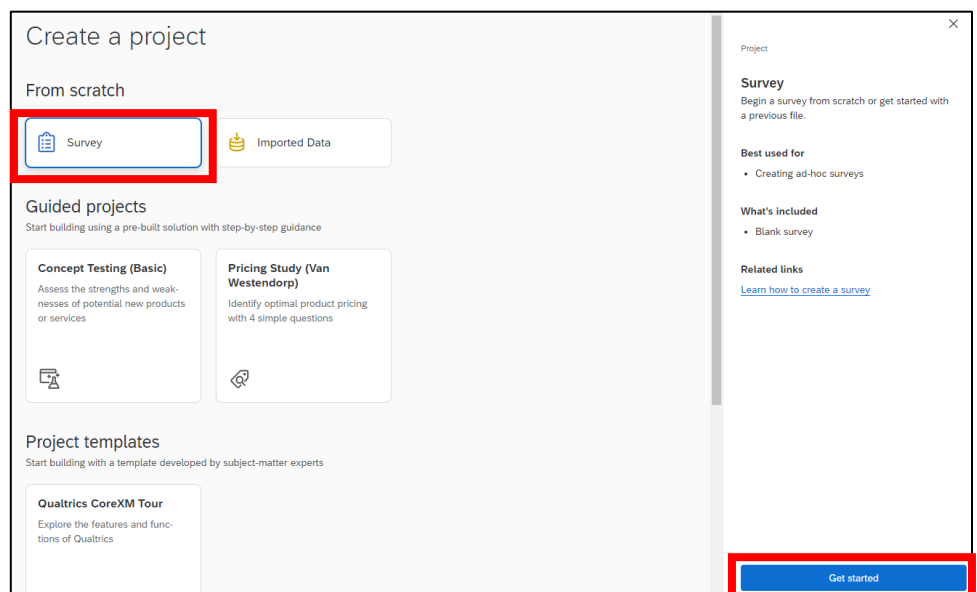 Create a project
From scratch
Survey
Imported Data
Guided projects
Start building using a pre-built solution with step-by-step guidance
Concept Testing (Basic)
Assess the strengths and weak-
nesses of potential new products
or services
Pricing Study (Van
Westendorp)
Identify optimal product pricing
with 4 simple questions
Project templates
Start building with a template developed by subject-matter experts
Qualtrics CoreXM Tour
Explore the features and func-
tions of Qualtrics
Project
Survey
Begin a survey from scratch or get started with
a previous file.
Best used for
• Creating ad-hoc surveys
What's included
• Blank survey
Related links
Learn how to create a survey
Get started